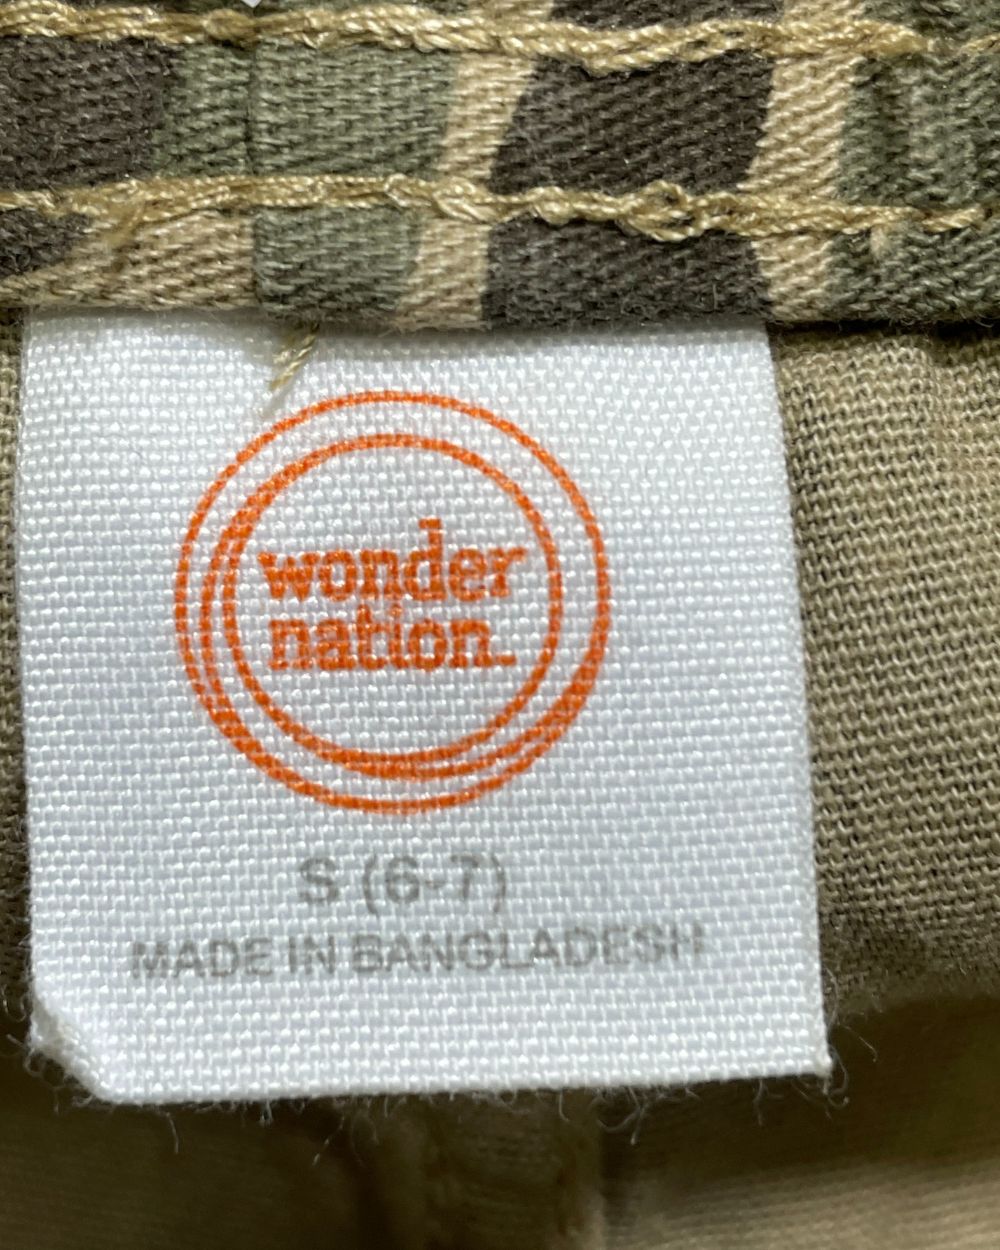 wonder
nation.
S (6-7)
MADE IN BANGLADESH